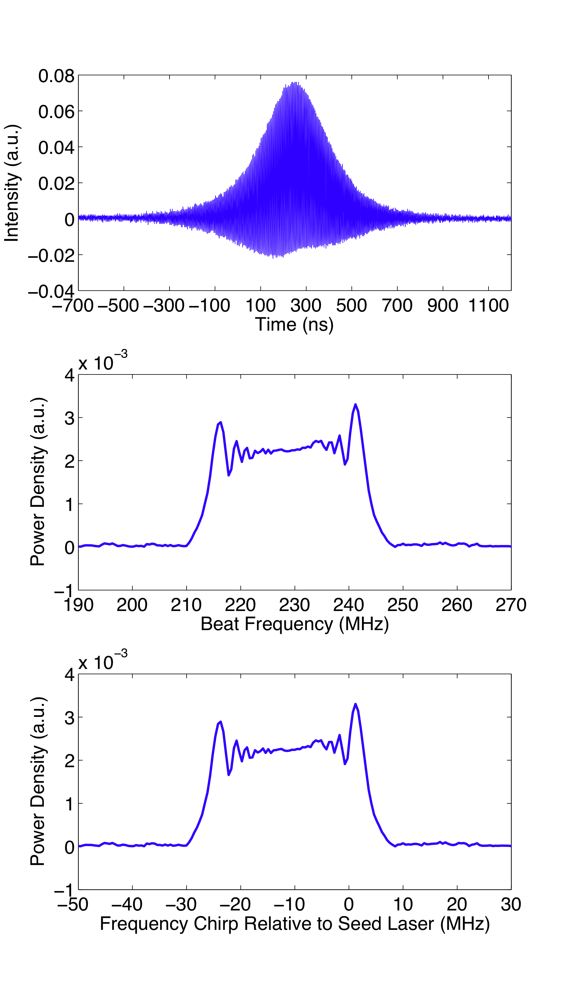 0.08
0.06
0.04
0.02
0
−0.02
−0.04
Intensity (a.u.)
−700 −500 −300 −100 100 300 500 700 900 1100
Time (ns)
x 10−3
4
3
2
1
0
−1
Power Density (a.u.)
190 200 210 220 230 240 250 260 270
Beat Frequency (MHz)
x 10−3
4
3
2
1
0
−1
Power Density (a.u.)
−50 −40 −30 −20 −10 0 10 20 30
Frequency Chirp Relative to Seed Laser (MHz)